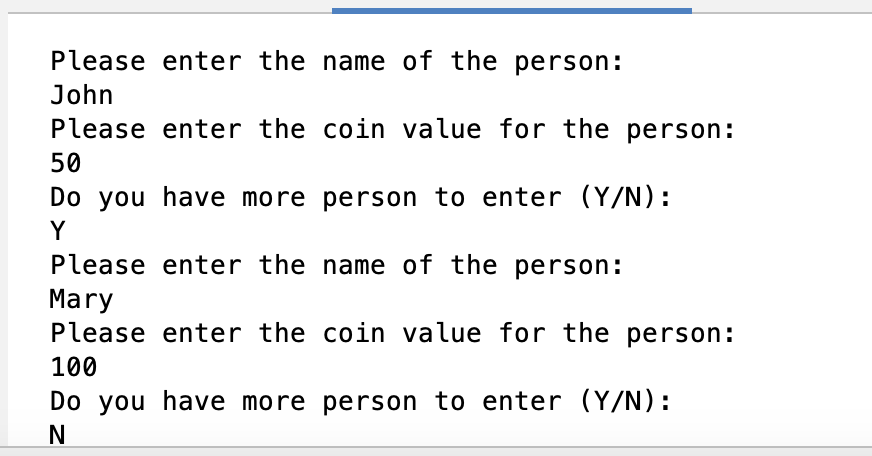 Please enter the name of the person:
John
Please enter the coin value for the person:
50
Do you have more person to enter (Y/N):
Y
Please enter the name of the person:
Mary
Please enter the coin value for the person:
100
Do you have more person to enter (Y/N):
N